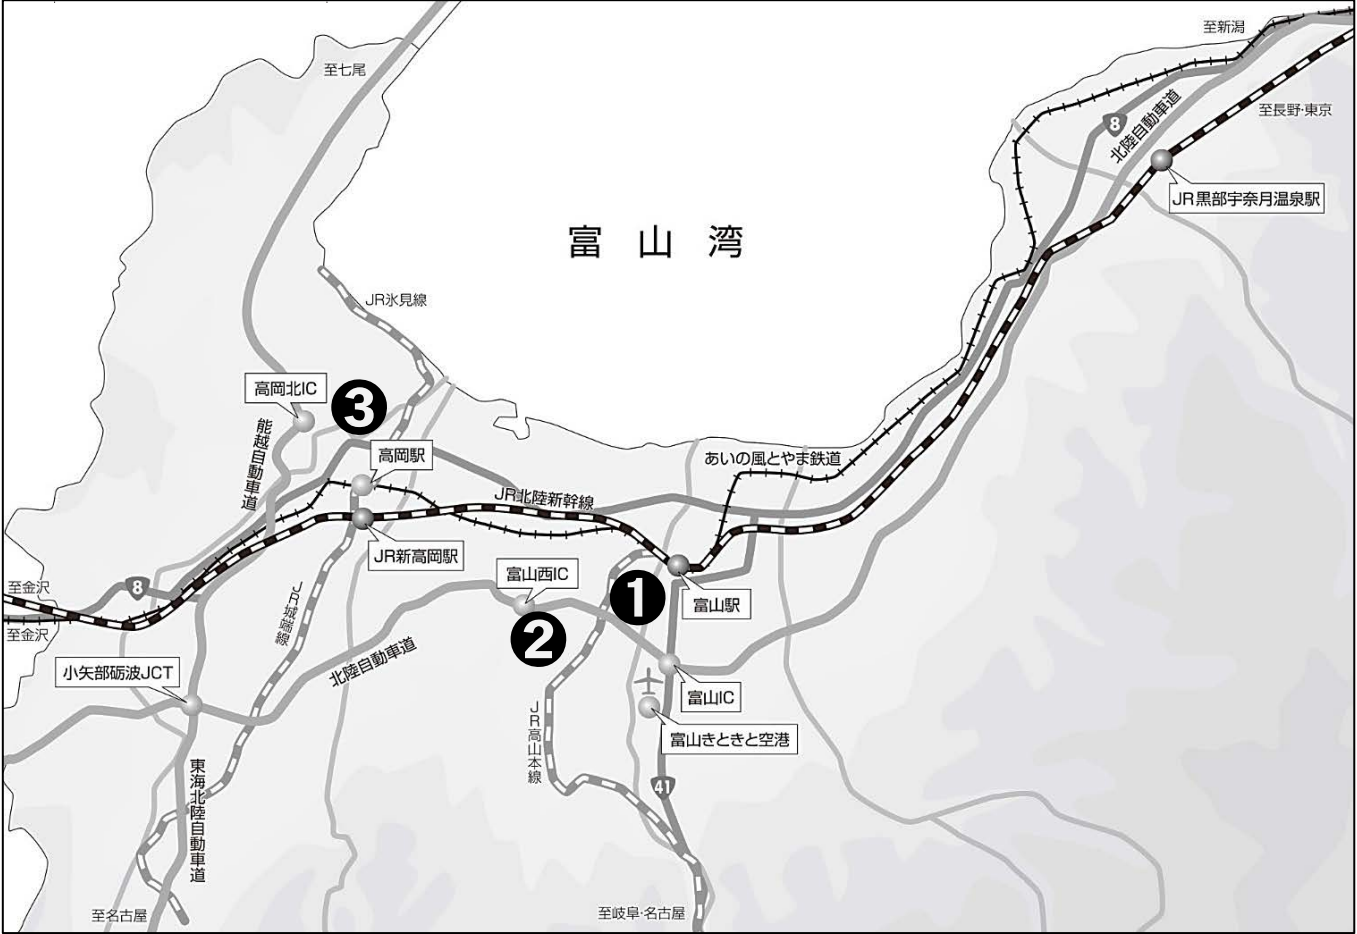 至新潟
至七尾
8
北陸自動車道
至長野・東京
JR黒部宇奈月温泉駅
富山湾
JR氷見線
高岡北IC
3
能越自動車道
高岡駅
あいの風とやま鉄道
JR北陸新幹線
JR新高岡駅
至金沢
8
至金沢
富山西IC
1
富山駅
2
JR城端線
北陸自動車道
小矢部砺波JCT
富山IC
JR高山本線
富山きときと空港
41
東海北陸自動車道
至名古屋
至岐阜・名古屋